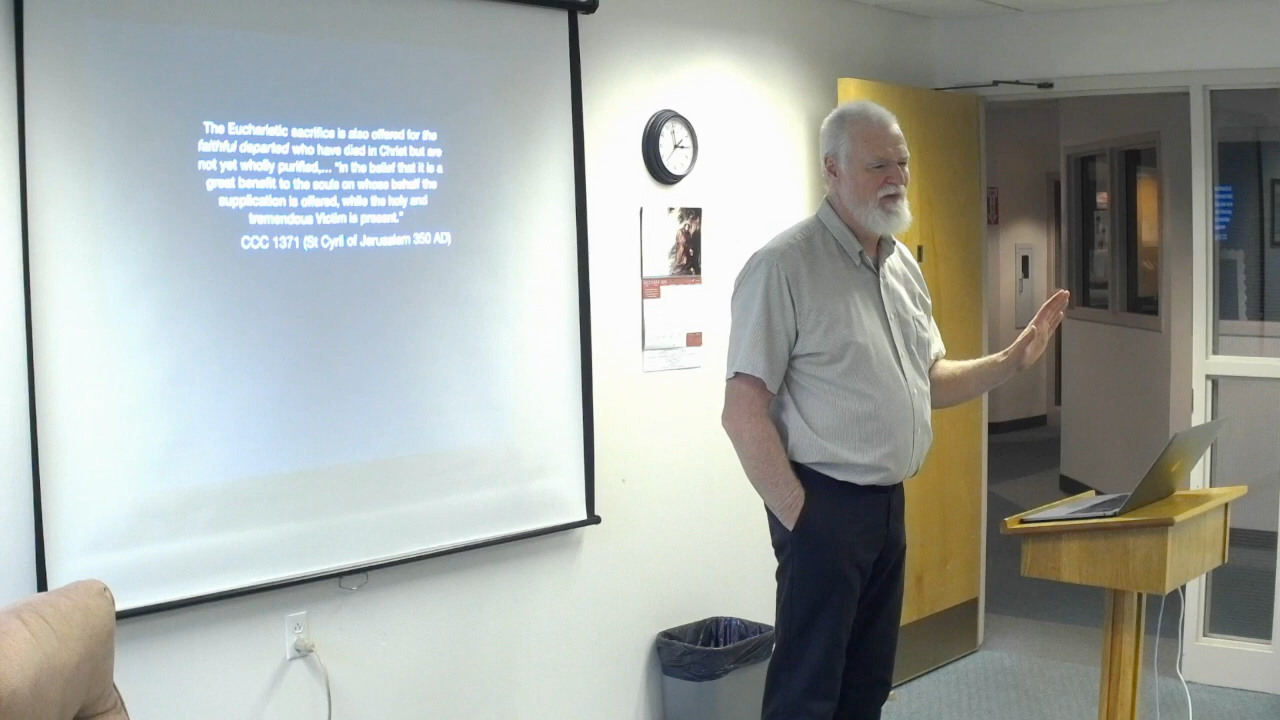 The Eucharistic sacrifice is also offered for the
faithful departed who have died in Christ but are
not yet wholly purified,... "in the belief that it is a
great benefit to the souls on whose behalf the
supplication is offered, while the holy and
tremendous Victim is present."
CCC 1371 (St Cyril of Jerusalem 350 AD)